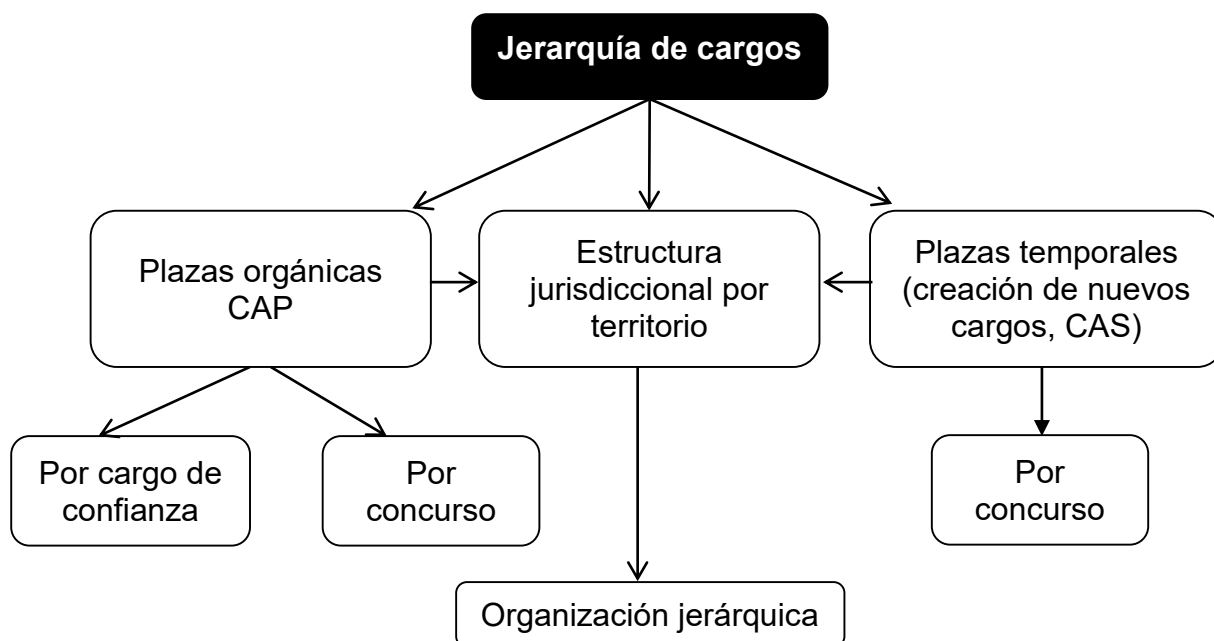 Jerarquía de cargos
Plazas orgánicas
CAP
Estructura
jurisdiccional por
territorio
Plazas temporales
(creación de nuevos
cargos, CAS)
Por cargo de
confianza
Por
concurso
Por
concurso
Organización jerárquica